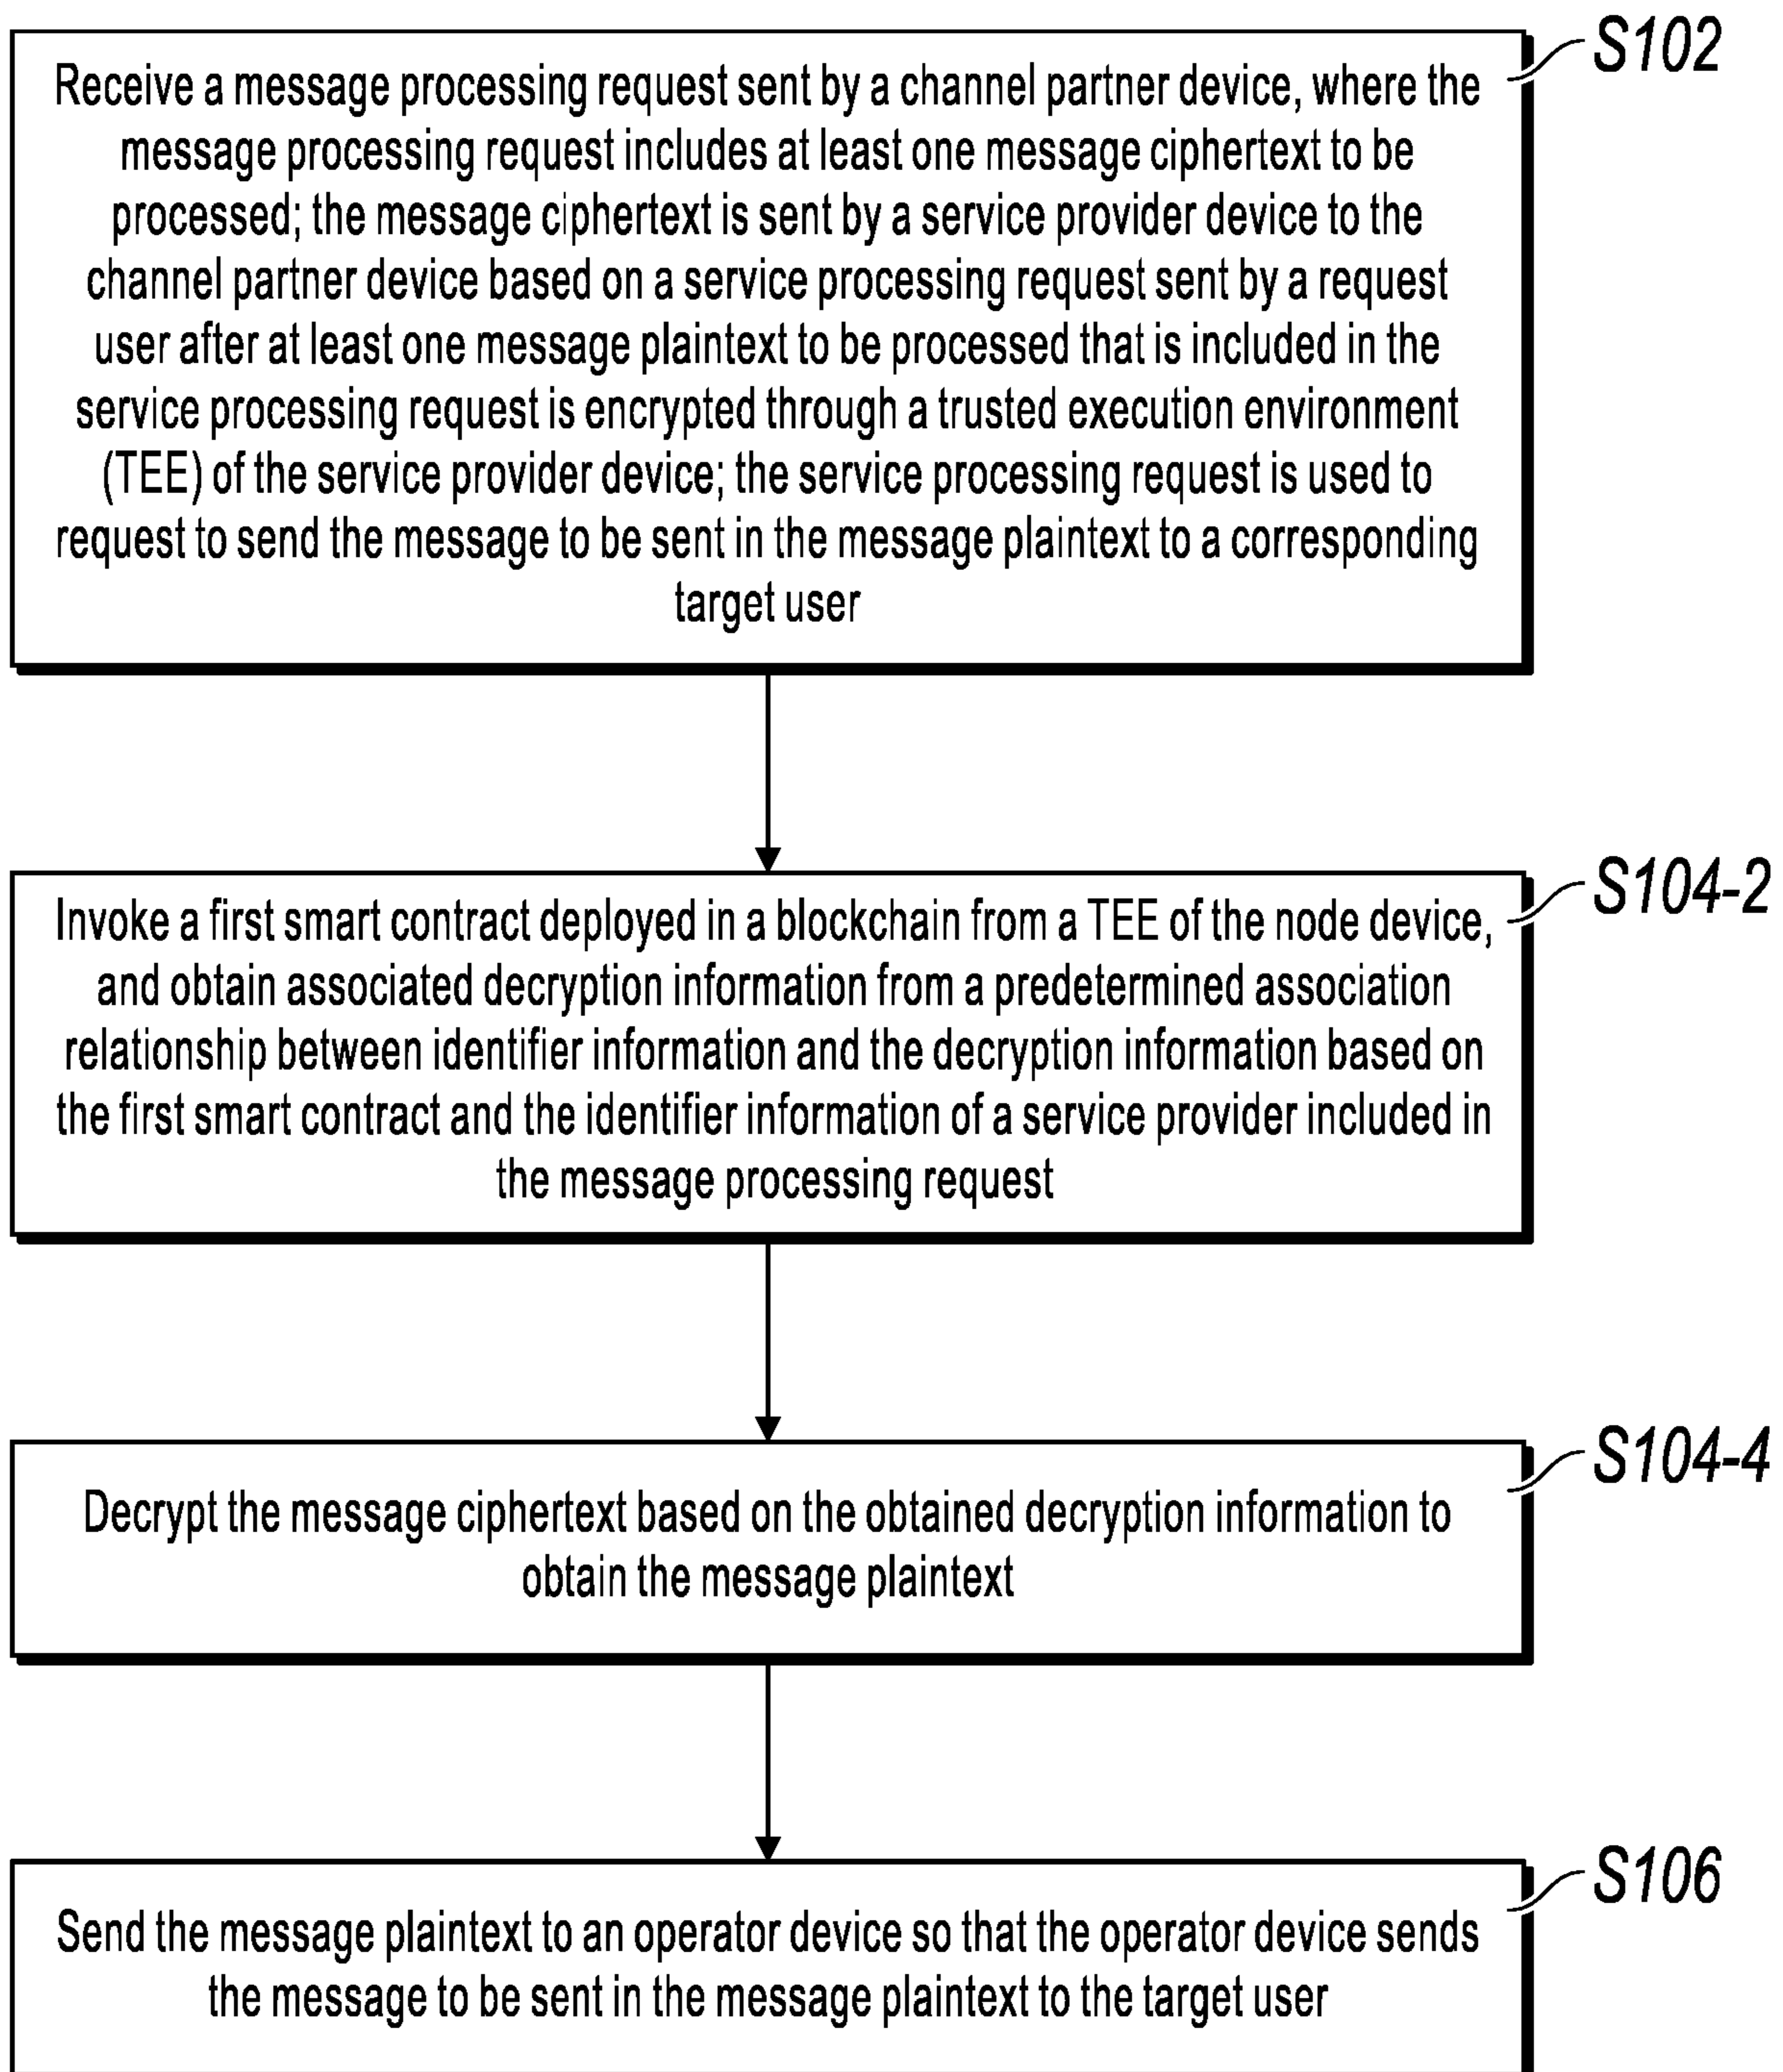 S102
Receive a message processing request sent by a channel partner device, where the
message processing request includes at least one message ciphertext to be
processed; the message ciphertext is sent by a service provider device to the
channel partner device based on a service processing request sent by a request
user after at least one message plaintext to be processed that is included in the
service processing request is encrypted through a trusted execution environment
(TEE) of the service provider device; the service processing request is used to
request to send the message to be sent in the message plaintext to a corresponding
target user
S104-2
Invoke a first smart contract deployed in a blockchain from a TEE of the node device,
and obtain associated decryption information from a predetermined association
relationship between identifier information and the decryption information based on
the first smart contract and the identifier information of a service provider included in
the message processing request
S104-4
Decrypt the message ciphertext based on the obtained decryption information to
obtain the message plaintext
S106
Send the message plaintext to an operator device so that the operator device sends
the message to be sent in the message plaintext to the target user